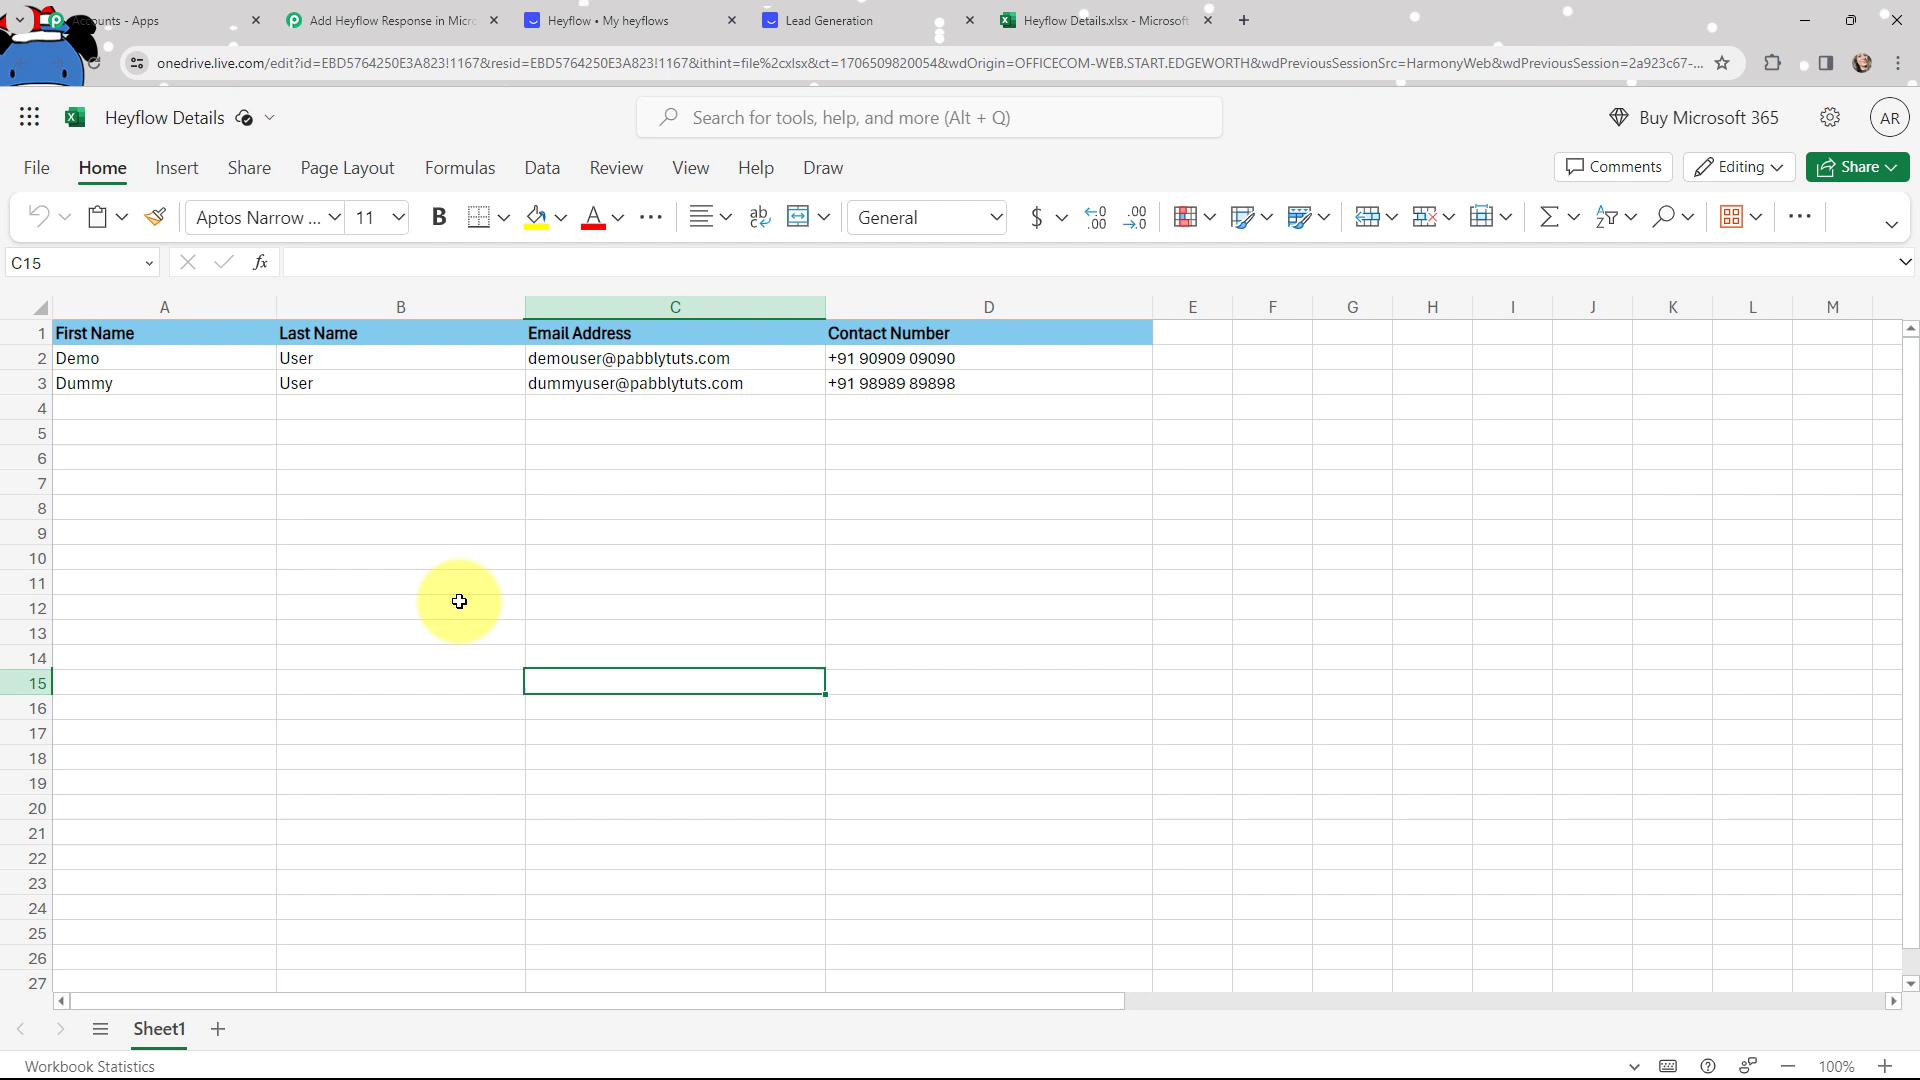 Accounts - Apps
Add Heyflow Response in Micro
Heyflow • My heyflows
Lead Generation
Heyflow Details.xlsx - Microsoft
onedrive.live.com/edit?id=EBD5764250E3A823!1167&resid=EBD5764250E3A823!1167&ithint=file%2cxlsx&ct=1706509820054&wdOrigin=OFFICECOM-WEB.START.EDGEWORTH&wdPreviousSessionSrc=HarmonyWeb&wdPreviousSession=2a923c67-...
Heyflow Details
Search for tools, help, and more (Alt + Q)
Buy Microsoft 365
AR
File Home Insert Share Page Layout Formulas Data Review View Help Draw
Comments Editing Share
Aptos Narrow ... 11 B A ab General $ .00 .00
C15 fx
A B C D E F G H I J K L M
1 First Name Last Name Email Address Contact Number
2 Demo User demouser@pabblytuts.com +91 90909 09090
3 Dummy User dummyuser@pabblytuts.com +91 98989 89898
4
5
6
7
8
9
10
11
12
13
14
15
16
17
18
19
20
21
22
23
24
25
26
27
Sheet1
Workbook Statistics
100%